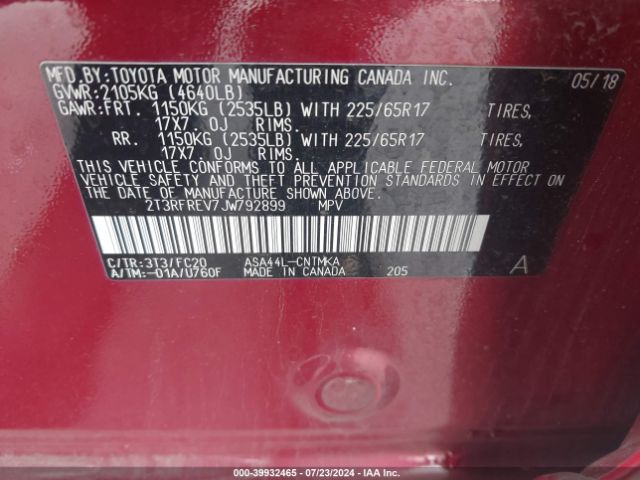 MFD.BY:TOYOTA MOTOR MANUFACTURING CANADA INC. 05/18
GVWR:2105KG (4640LB)
GAWR:FRT. 1150KG (2535LB) WITH 225/65R17 TIRES,
17X7.0J RIMS.
RR. 1150KG (2535LB) WITH 225/65R17 TIRES,
17X7.0J RIMS.
THIS VEHICLE CONFORMS TO ALL APPLICABLE FEDERAL MOTOR
VEHICLE SAFETY AND THEFT PREVENTION STANDARDS IN EFFECT ON
THE DATE OF MANUFACTURE SHOWN ABOVE.
2T3RFREV7JW792899 MPV
C/TR:3T3/FC20 ASA44L-CNTMKA
A/TM:-01A/U760F MADE IN CANADA 205 A
000-39932465 - 07/23/2024 - IAA Inc.